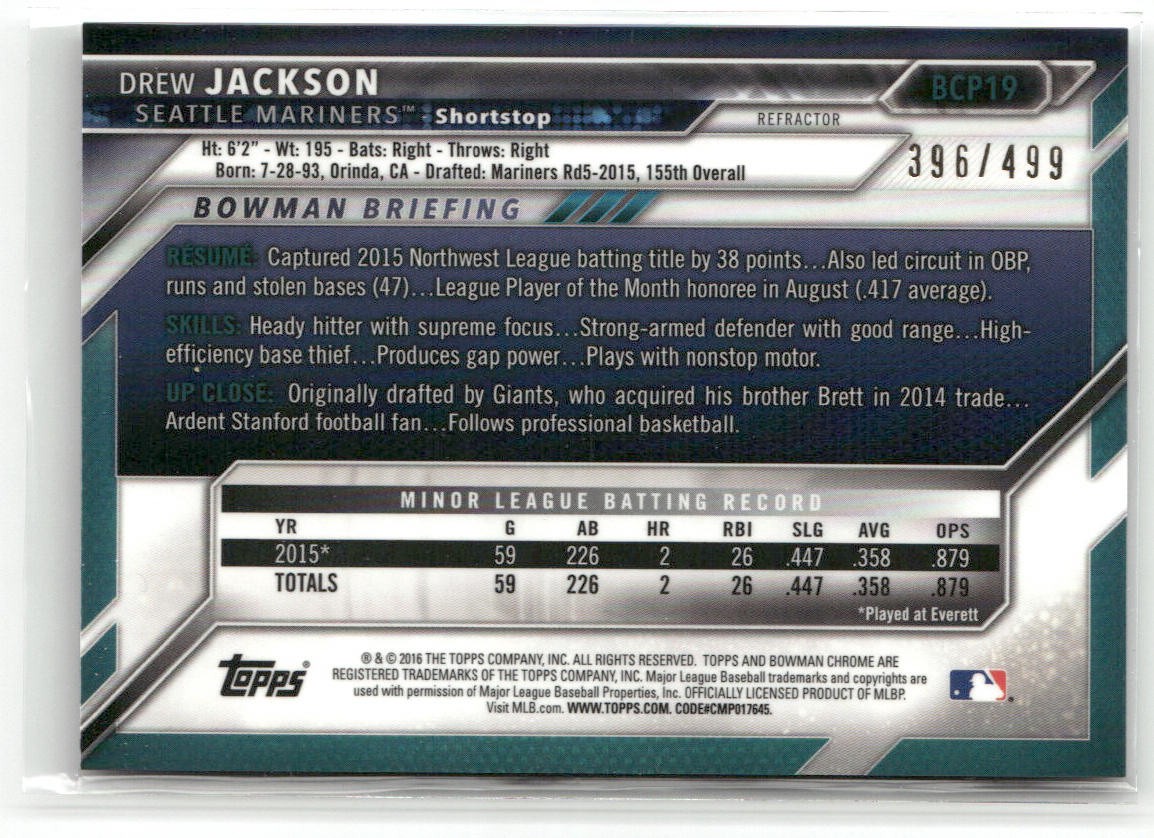 DREW JACKSON
BCP19
SEATTLE MARINERS™ - Shortstop
REFRACTOR
Ht: 6'2" - Wt: 195 - Bats: Right - Throws: Right
396/499
Born: 7-28-93, Orinda, CA - Drafted: Mariners Rd5-2015, 155th Overall
BOWMAN BRIEFING
RÉSUMÉ: Captured 2015 Northwest League batting title by 38 points...Also led circuit in OBP,
runs and stolen bases (47)...League Player of the Month honoree in August (.417 average).
SKILLS: Heady hitter with supreme focus...Strong-armed defender with good range...High-
efficiency base thief...Produces gap power...Plays with nonstop motor.
UP CLOSE: Originally drafted by Giants, who acquired his brother Brett in 2014 trade...
Ardent Stanford football fan...Follows professional basketball.
MINOR LEAGUE BATTING RECORD
YR G AB HR RBI SLG AVG OPS
2015* 59 226 2 26 .447 .358 .879
TOTALS 59 226 2 26 .447 .358 .879
*Played at Everett
Topps®
® & © 2016 THE TOPPS COMPANY, INC. ALL RIGHTS RESERVED. TOPPS AND BOWMAN CHROME ARE
REGISTERED TRADEMARKS OF THE TOPPS COMPANY, INC. Major League Baseball trademarks and copyrights are
used with permission of Major League Baseball Properties, Inc. OFFICIALLY LICENSED PRODUCT OF MLBP.
Visit MLB.com. WWW.TOPPS.COM. CODE#CMP017645.